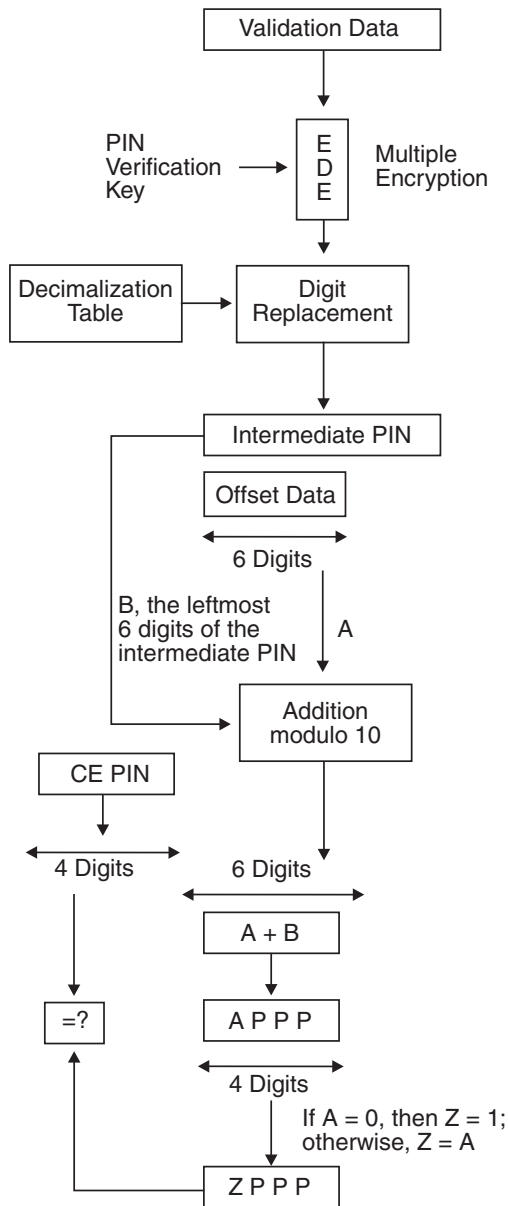 Validation Data
PIN
Verification
Key
E
D
E
Multiple
Encryption
Decimalization
Table
Digit
Replacement
Intermediate PIN
Offset Data
6 Digits
B, the leftmost
6 digits of the
intermediate PIN
A
Addition
modulo 10
CE PIN
4 Digits
6 Digits
A + B
=?
A P P P
4 Digits
If A = 0, then Z = 1;
otherwise, Z = A
Z P P P